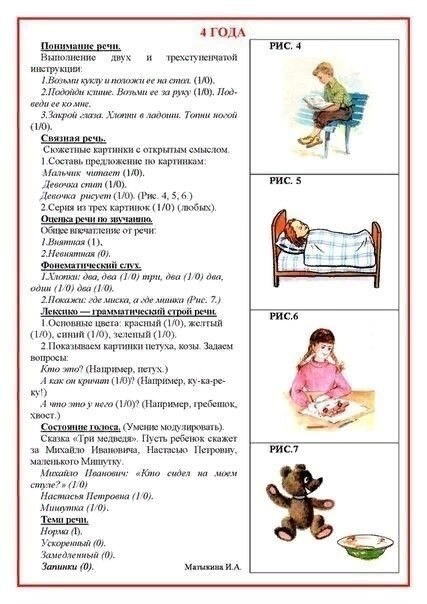 4 ГОДА
Понимание речи.
Выполнение двух и трехступенчатой
инструкции:
1.Возьми куклу и положи ее на стол. (1/0).
2.Подойди к нише. Возьми ее за руку (1/0). Под-
веди ее ко мне.
3.Закрой глаза. Хлопни в ладоши. Топни ногой
(1/0).
Связная речь.
Сюжетные картинки с открытым смыслом.
1.Составь предложение по картинкам:
Мальчик читает (1/0).
Девочка спит (1/0).
Девочка рисует (1/0). (Рис. 4, 5, 6.)
2.Серия из трех картинок (1/0) (любых).
Оценка речи по звучанию.
Общее впечатление от речи:
1.Внятная (1),
2.Невнятная (0).
Фонематический слух.
1.Хлопки: два, два (1/0) три, два (1/0) два,
один (1/0) два (1/0).
2.Покажи: где миска, а где мишка (Рис. 7.)
Лексико — грамматический строй речи.
1.Основные цвета: красный (1/0), желтый
(1/0), синий (1/0), зеленый (1/0).
2.Показываем картинки петуха, козы. Задаем
вопросы:
Кто это? (Например, петух.)
А как он кричит (1/0)? (Например, ку-ка-ре-
ку!)
А что это у него (1/0)? (Например, гребешок,
хвост.)
Состояние голоса. (Умение модулировать).
Сказка «Три медведя». Пусть ребенок скажет
за Михайло Ивановича, Настасью Петровну,
маленького Мишутку.
Михайло Иванович: «Кто сидел на моем
стуле?» (1/0)
Настасья Петровна (1/0).
Мишутка (1/0).
Темп речи.
Норма (1).
Ускоренный (0).
Замедленный (0).
Запинки (0). Матыкина И.А.
РИС. 4
РИС. 5
РИС.6
РИС.7